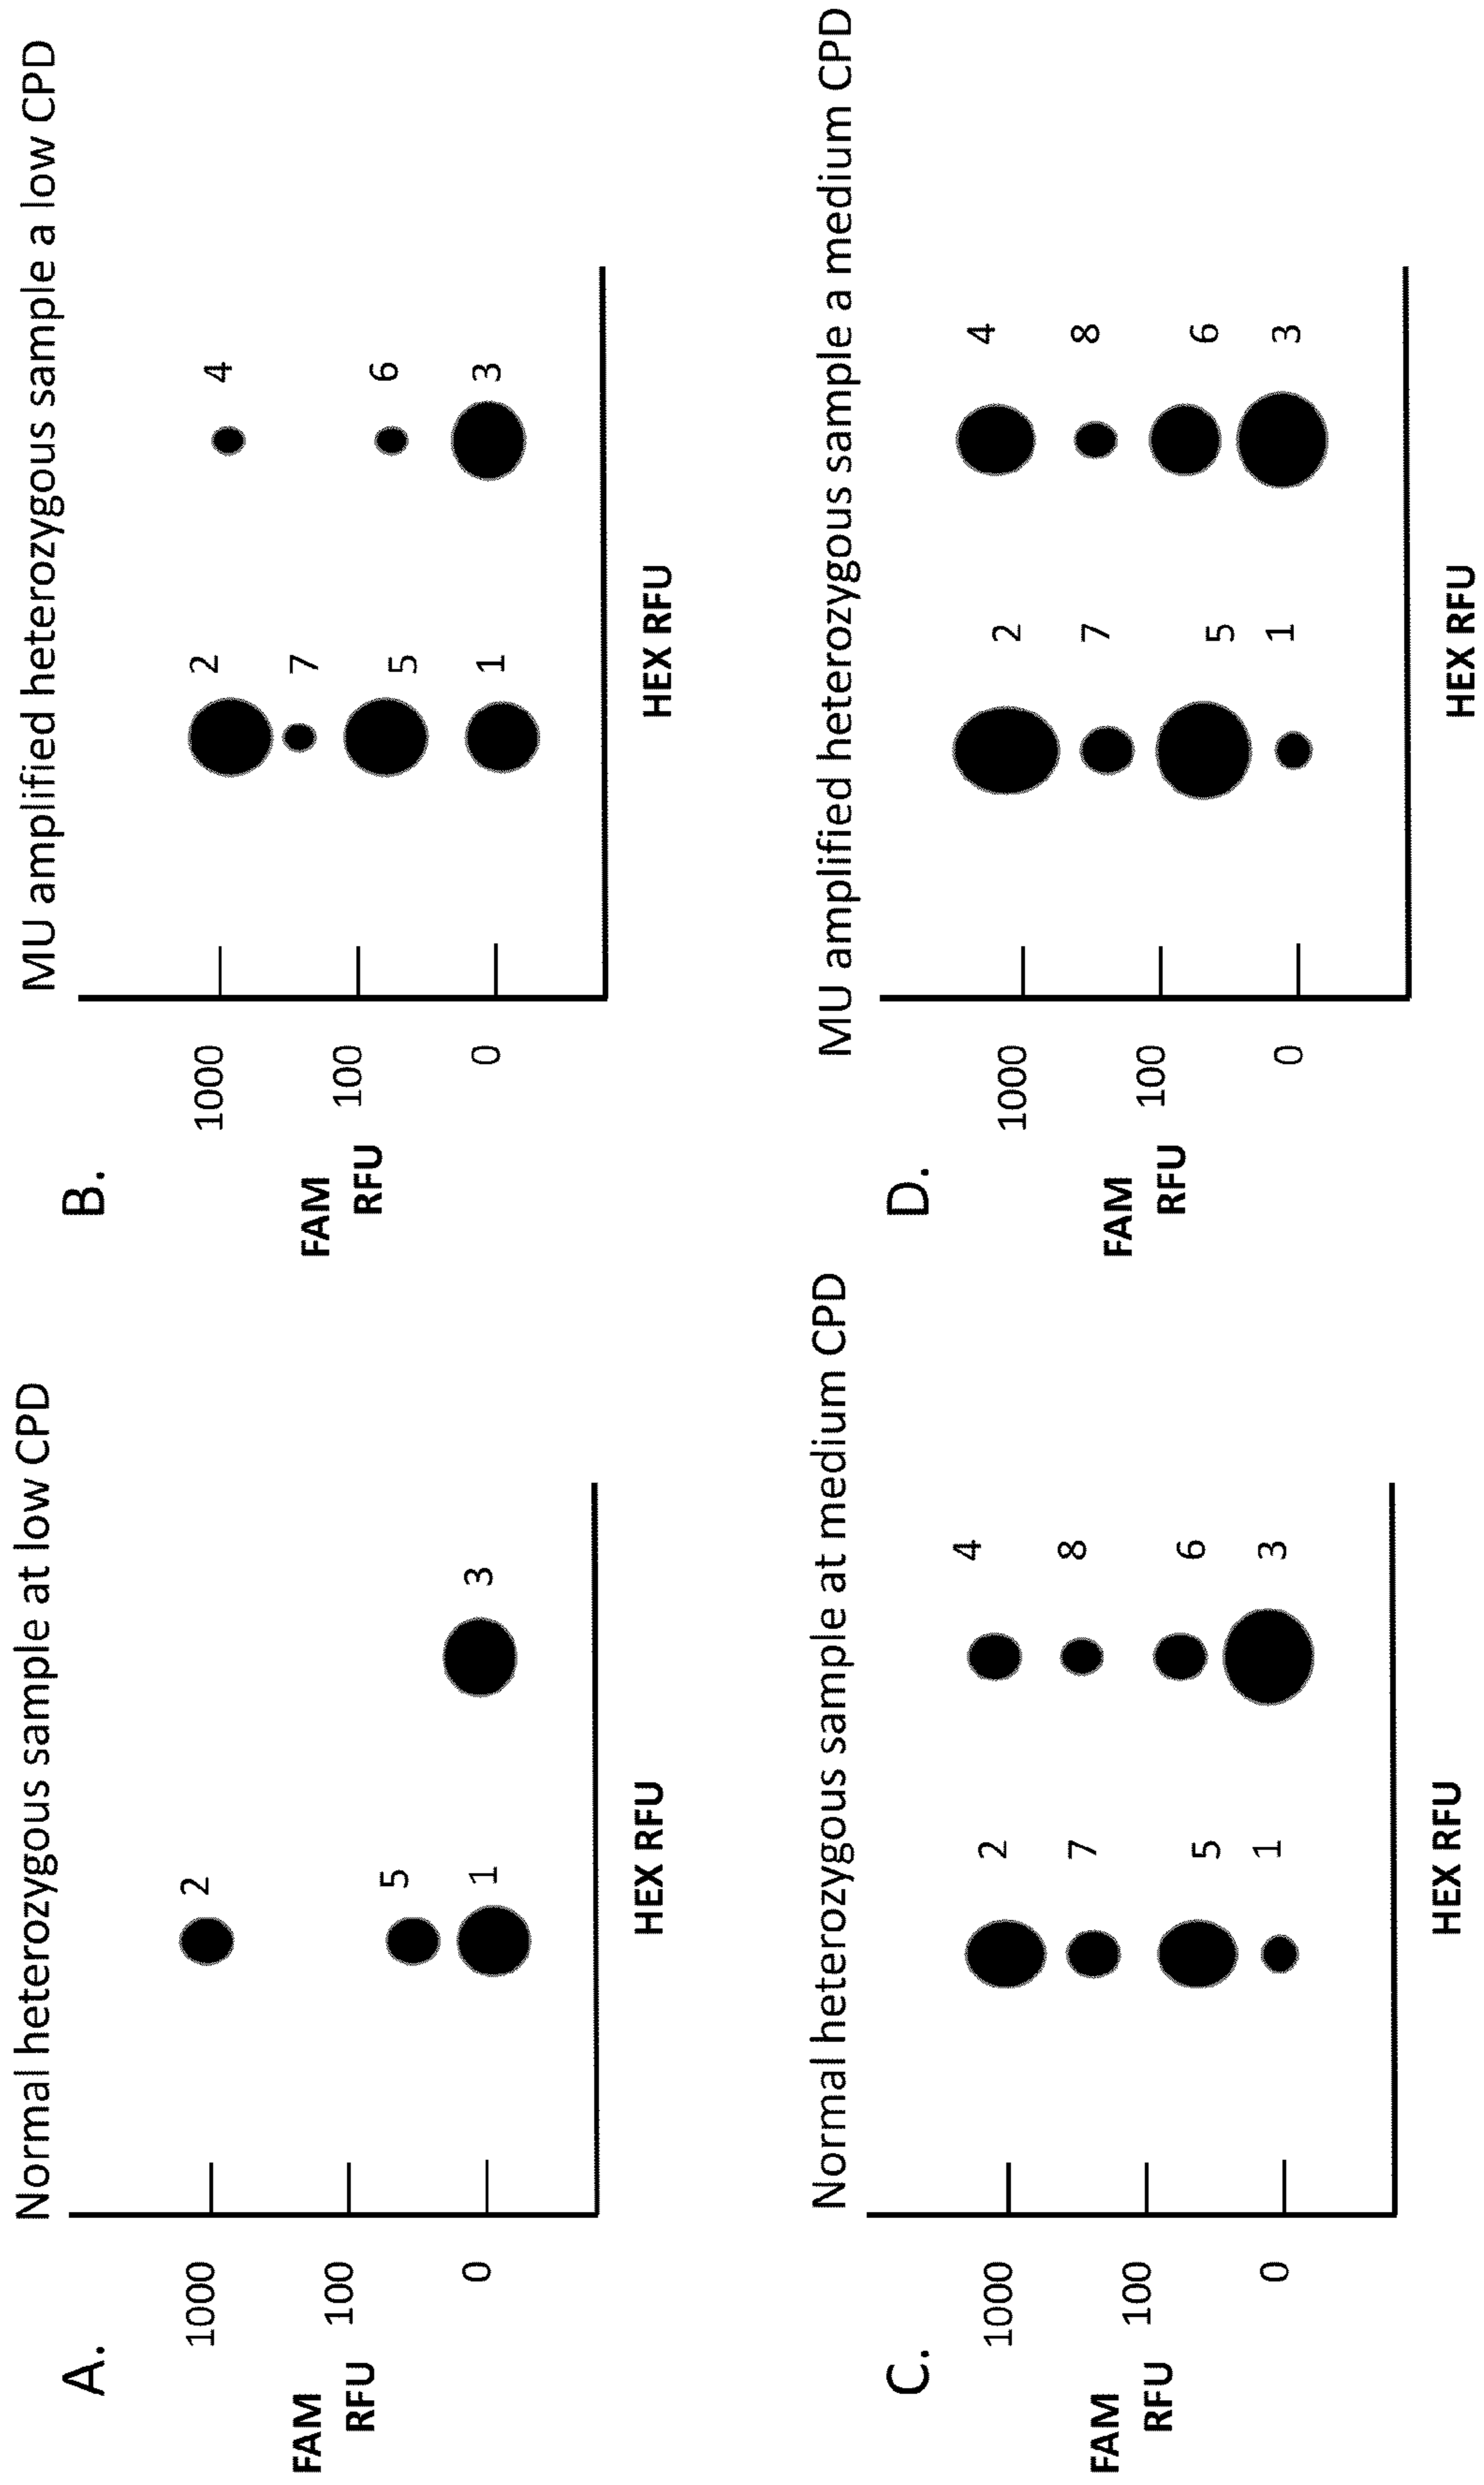 A.
Normal heterozygous sample at low CPD
FAM
RFU
1000
100
0
2
5
1
3
HEX RFU
B.
MU amplified heterozygous sample a low CPD
FAM
RFU
1000
100
0
2
7
5
1
4
6
3
HEX RFU
C.
Normal heterozygous sample at medium CPD
FAM
RFU
1000
100
0
2
7
5
1
4
8
6
3
HEX RFU
D.
MU amplified heterozygous sample a medium CPD
FAM
RFU
1000
100
0
2
7
5
1
4
8
6
3
HEX RFU